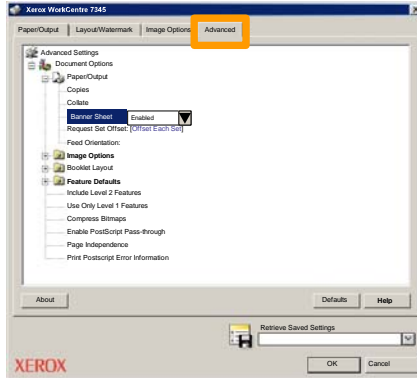 Xerox WorkCentre 7345
Paper/Output Layout/Watermark Image Options Advanced
Advanced Settings
Document Options
Paper/Output
Copies
Collate
Banner Sheet Enabled
Request Set Offset: [Offset Each Set]
Feed Orientation:
Image Options
Booklet Layout
Feature Defaults
Include Level 2 Features
Use Only Level 1 Features
Compress Bitmaps
Enable PostScript Pass-through
Page Independence
Print Postscript Error Information
About Defaults Help
Retrieve Saved Settings
XEROX OK Cancel